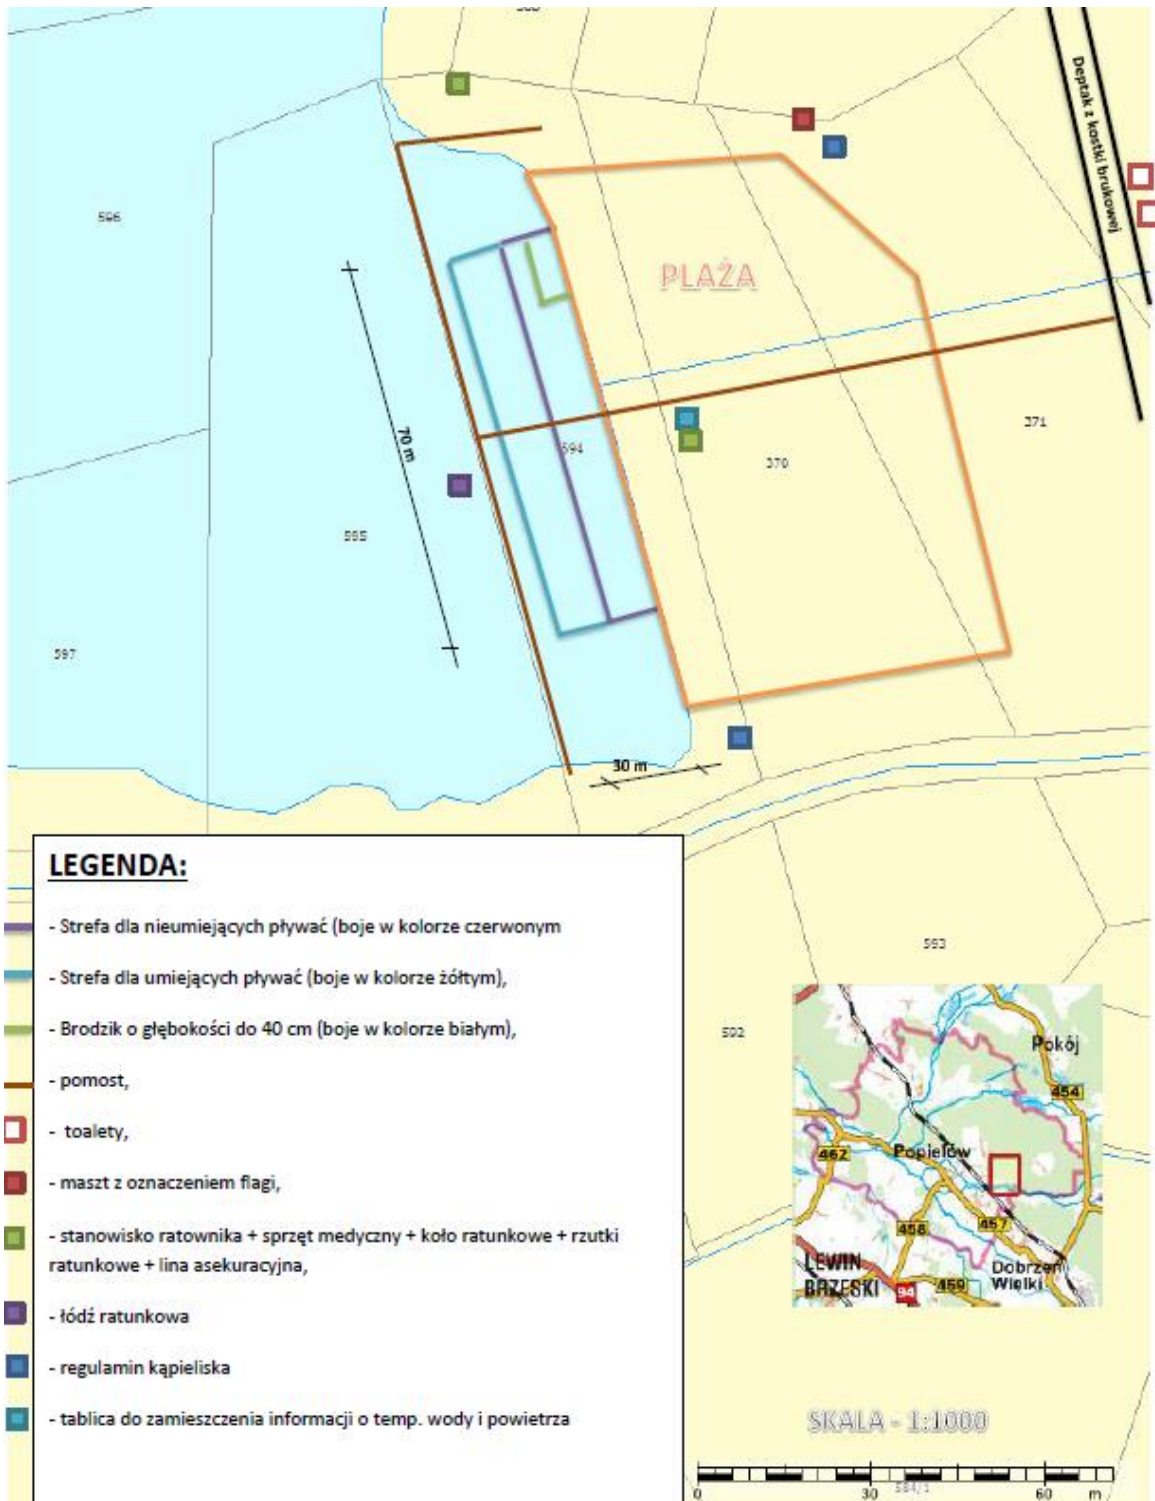 596
Deptak z kostki brukowej
PLAŻA
70 m
594
371
370
595
597
30 m
LEGENDA:
- Strefa dla nieumiejących pływać (boje w kolorze czerwonym
- Strefa dla umiejących pływać (boje w kolorze żółtym),
- Brodzik o głębokości do 40 cm (boje w kolorze białym),
- pomost,
- toalety,
- maszt z oznaczeniem flagi,
- stanowisko ratownika + sprzęt medyczny + koło ratunkowe + rzutki
ratunkowe + lina asekuracyjna,
- łódź ratunkowa
- regulamin kąpieliska
- tablica do zamieszczenia informacji o temp. wody i powietrza
593
592
Pokój
454
462
Popielów
457
458
LEWIN
BRZESKI
Dobrzeń
Wielki
459
94
SKALA - 1:1000
584/1
0 30 60 m